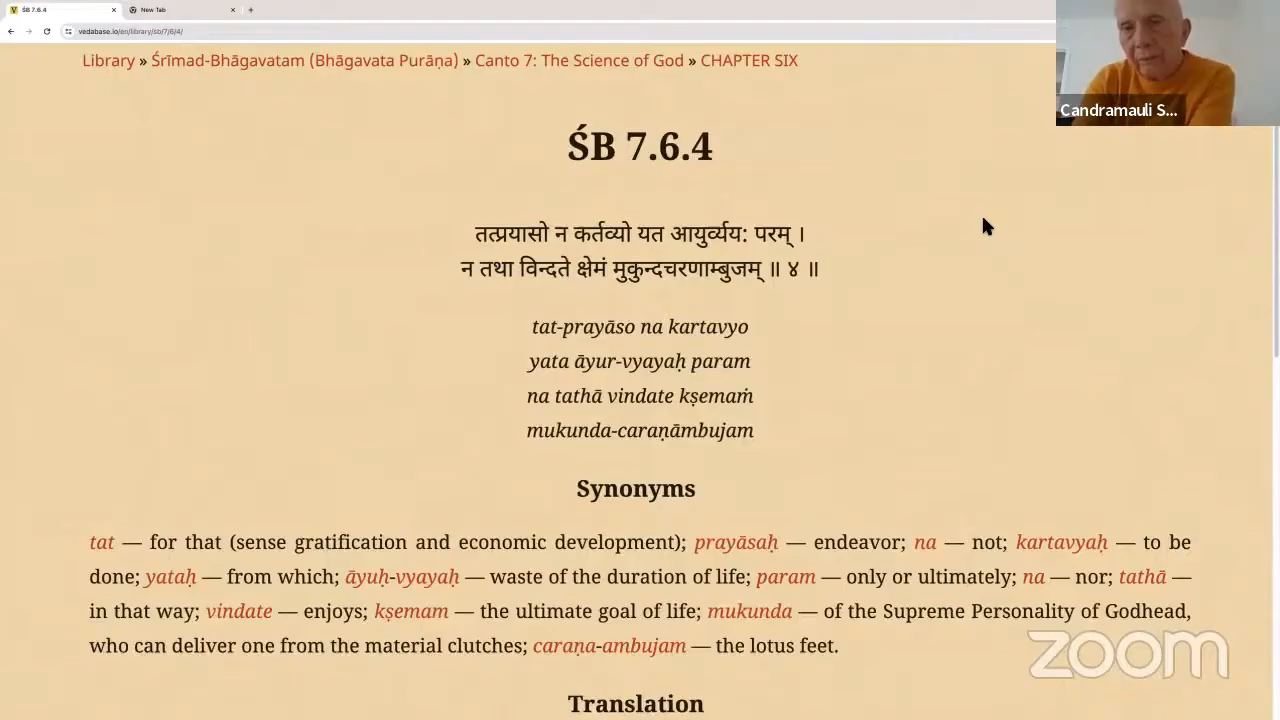 ŚB 7.6.4
New Tab
vedabase.io/en/library/sb/7/6/4/
Library » Śrīmad-Bhāgavatam (Bhāgavata Purāṇa) » Canto 7: The Science of God » CHAPTER SIX
Candramauli S...
ŚB 7.6.4
तत्प्रयासो न कर्तव्यो यत आयुर्व्यय: परम् ।
न तथा विन्दते क्षेमं मुकुन्दचरणाम्बुजम् ॥ ४ ॥
tat-prayāso na kartavyo
yata āyur-vyayaḥ param
na tathā vindate kṣemaṁ
mukunda-caraṇāmbujam
Synonyms
tat — for that (sense gratification and economic development); prayāsaḥ — endeavor; na — not; kartavyaḥ — to be
done; yataḥ — from which; āyuḥ-vyayaḥ — waste of the duration of life; param — only or ultimately; na — nor; tathā —
in that way; vindate — enjoys; kṣemam — the ultimate goal of life; mukunda — of the Supreme Personality of Godhead,
who can deliver one from the material clutches; caraṇa-ambujam — the lotus feet.
zoom
Translation